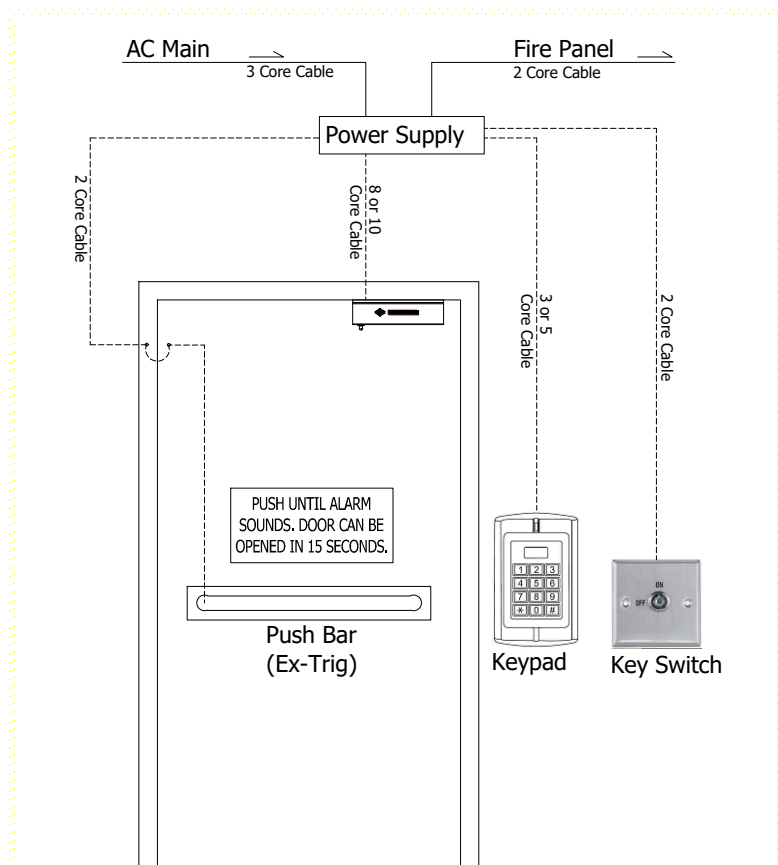 AC Main
3 Core Cable
Fire Panel
2 Core Cable
Power Supply
2 Core Cable
8 or 10
Core Cable
3 or 5
Core Cable
2 Core Cable
PUSH UNTIL ALARM
SOUNDS. DOOR CAN BE
OPENED IN 15 SECONDS.
Push Bar
(Ex-Trig)
1 2 3
4 5 6
7 8 9
* 0 #
Keypad
ON
OFF
Key Switch